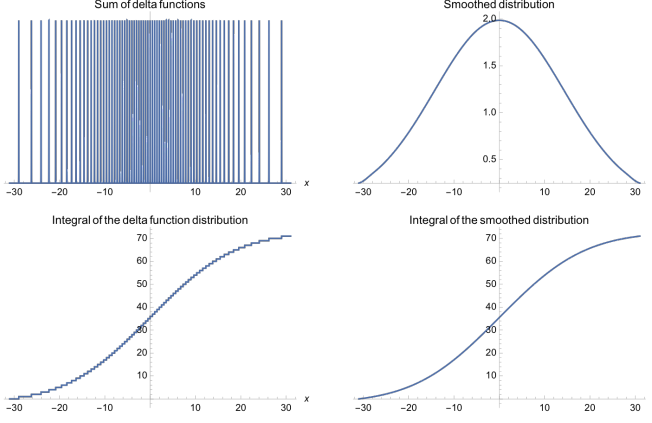 Sum of delta functions
−30 −20 −10 10 20 30 x
Smoothed distribution
2.0
1.5
1.0
0.5
−30 −20 −10 10 20 30
Integral of the delta function distribution
70
60
50
40
30
20
10
−30 −20 −10 10 20 30 x
Integral of the smoothed distribution
70
60
50
40
30
20
10
−30 −20 −10 10 20 30